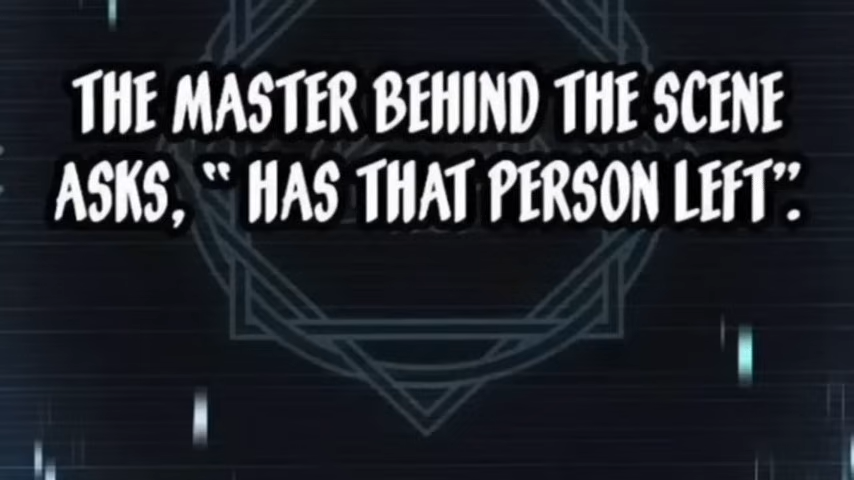 THE MASTER BEHIND THE SCENE
ASKS, “ HAS THAT PERSON LEFT”.